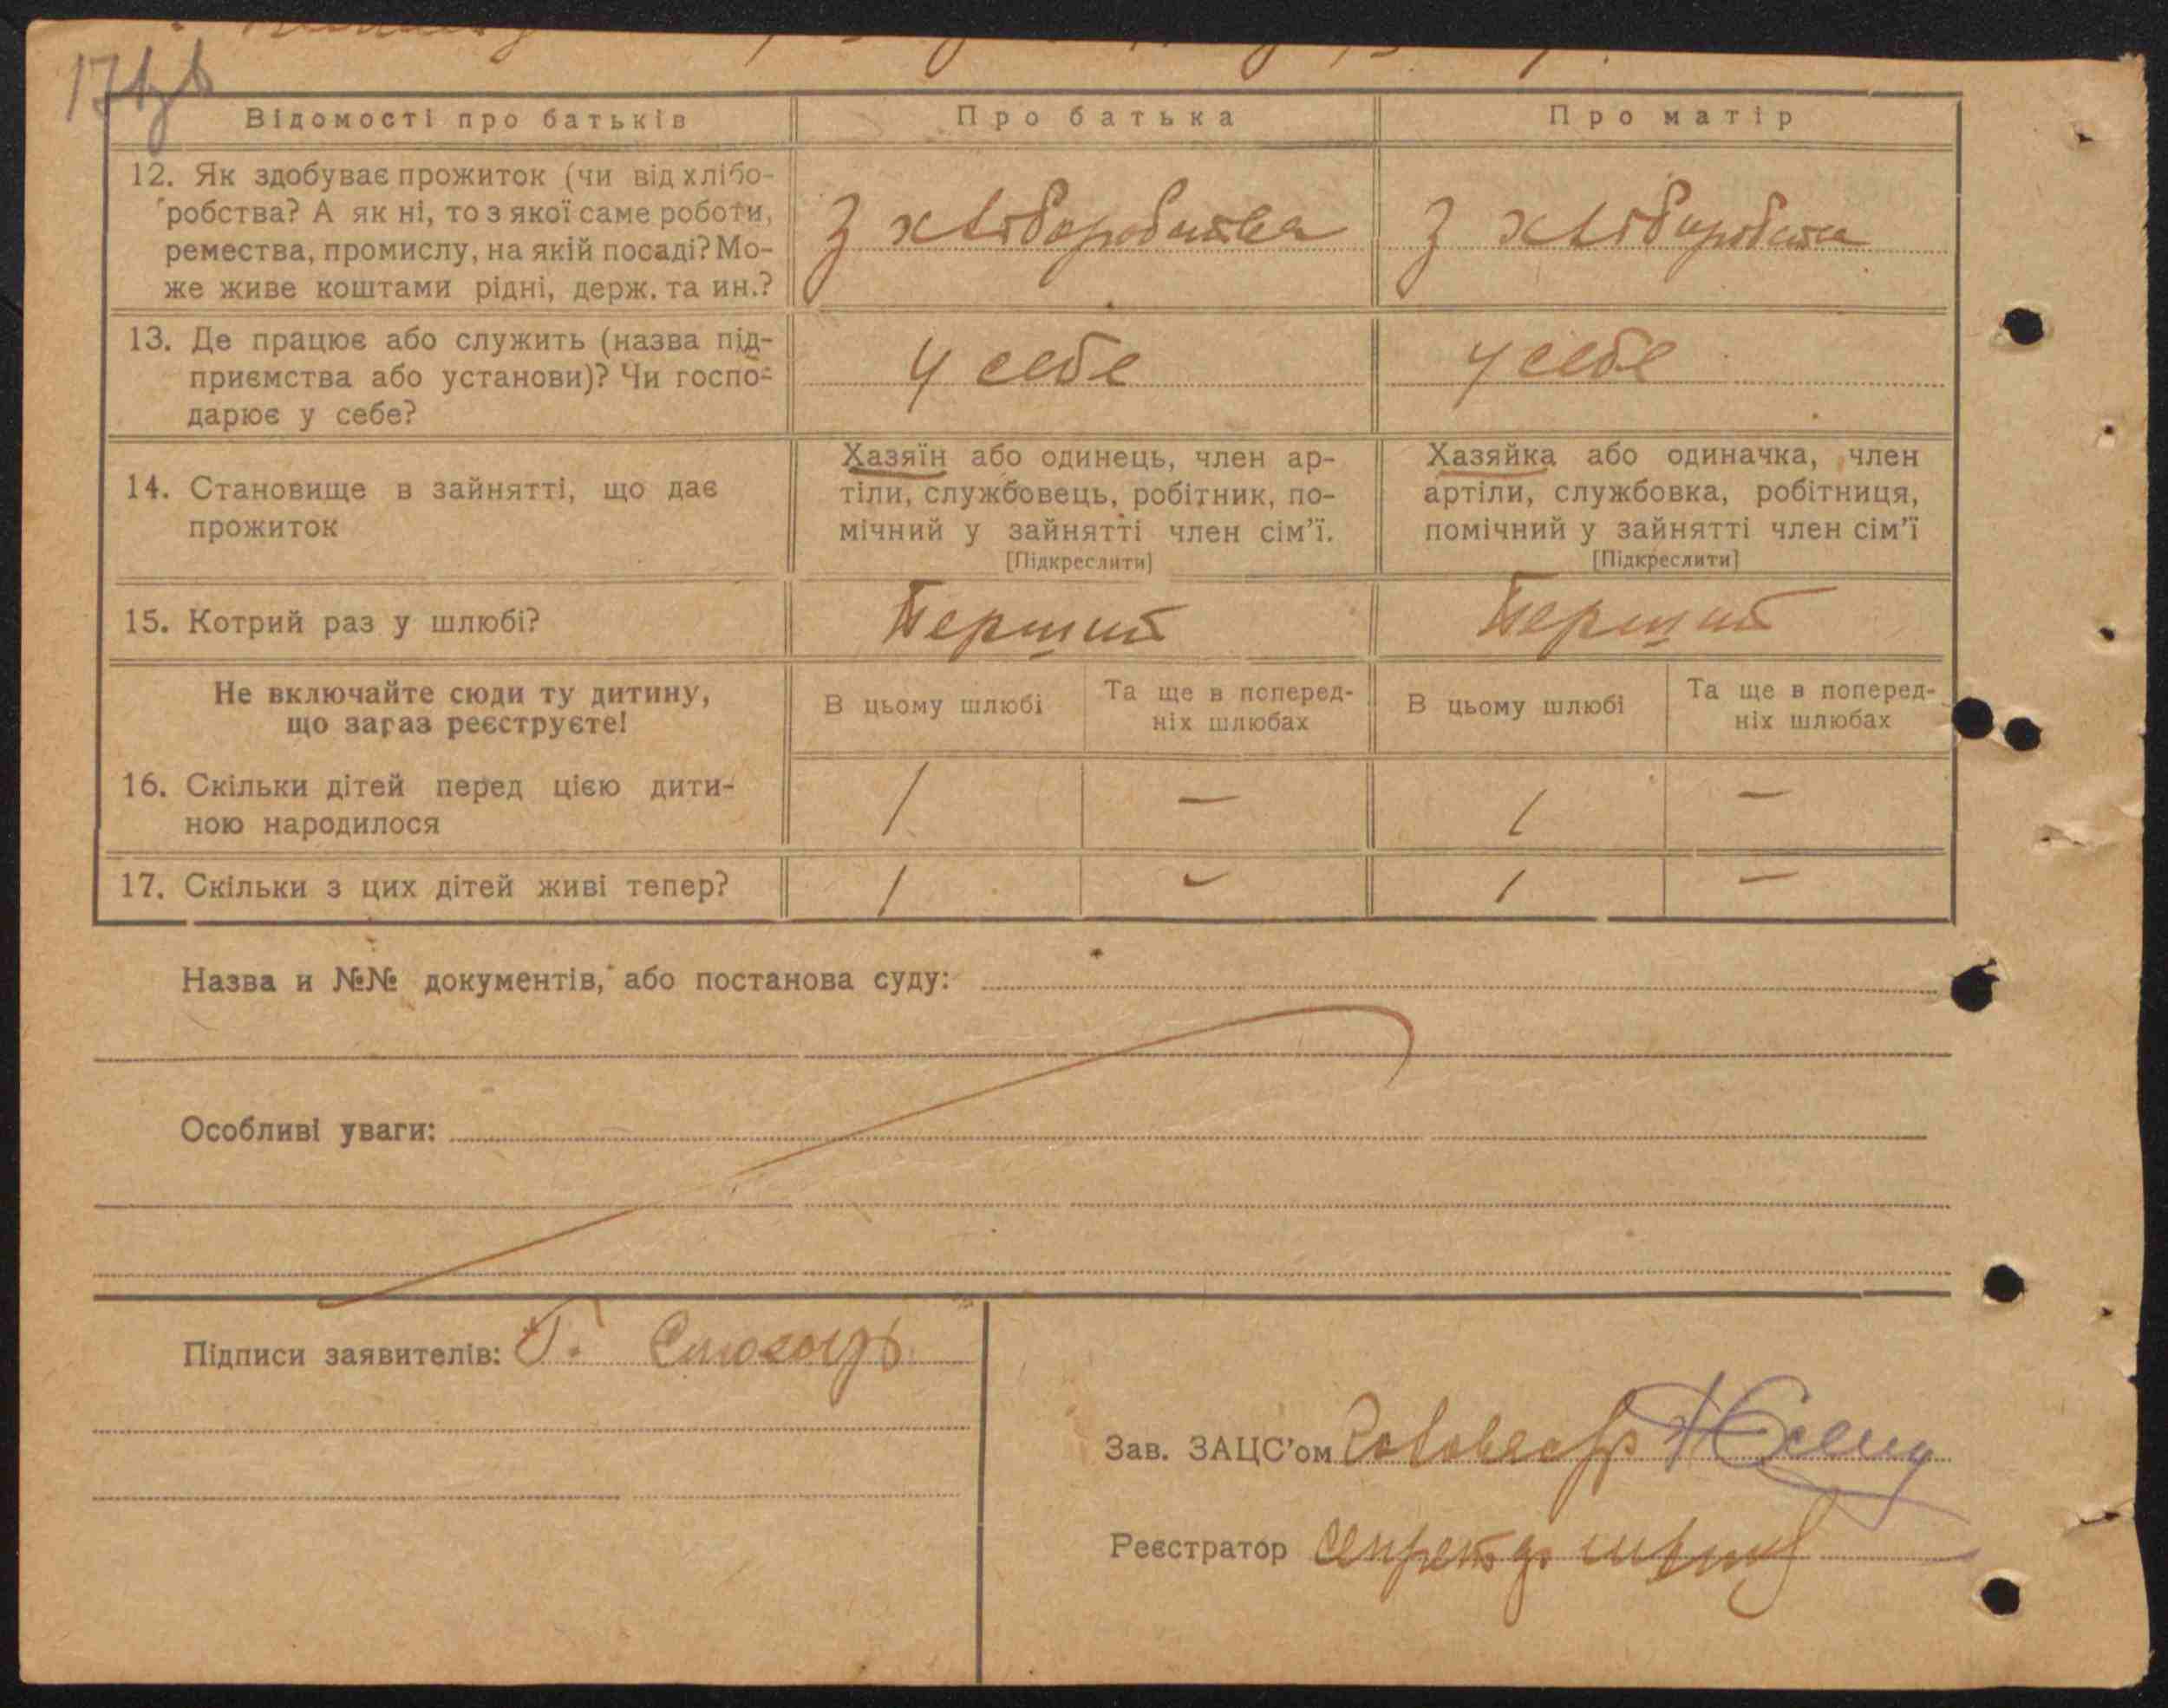 Відомості про батьків
Про батька
Про матір
12. Як здобуває прожиток (чи від хлібо-
робства? А як ні, то з якої саме роботи,
ремества, промислу, на якій посаді? Мо-
же живе коштами рідні, держ. та ин.?
З хліборобства
З хліборобства
13. Де працює або служить (назва під-
приємства або установи)? Чи госпо-
дарює у себе?
У себе
У себе
14. Становище в зайнятті, що дає
прожиток
Хазяїн або одинець, член ар-
тіли, службовець, робітник, по-
мічний у зайнятті член сім’ї.
[Підкреслити]
Хазяйка або одиначка, член
артіли, службовка, робітниця,
помічний у зайнятті член сім’ї
[Підкреслити]
15. Котрий раз у шлюбі?
Перший
Перший
Не включайте сюди ту дитину,
що зараз реєструєте!
В цьому шлюбі
Та ще в поперед-
ніх шлюбах
В цьому шлюбі
Та ще в поперед-
ніх шлюбах
16. Скільки дітей перед цією дити-
ною народилося
1
—
1
—
17. Скільки з цих дітей живі тепер?
1
—
1
—
Назва и №№ документів, або постанова суду:
Особливі уваги:
Підписи заявителів:
Зав. ЗАЦС’ом Голова с/р
Реєстратор секретар